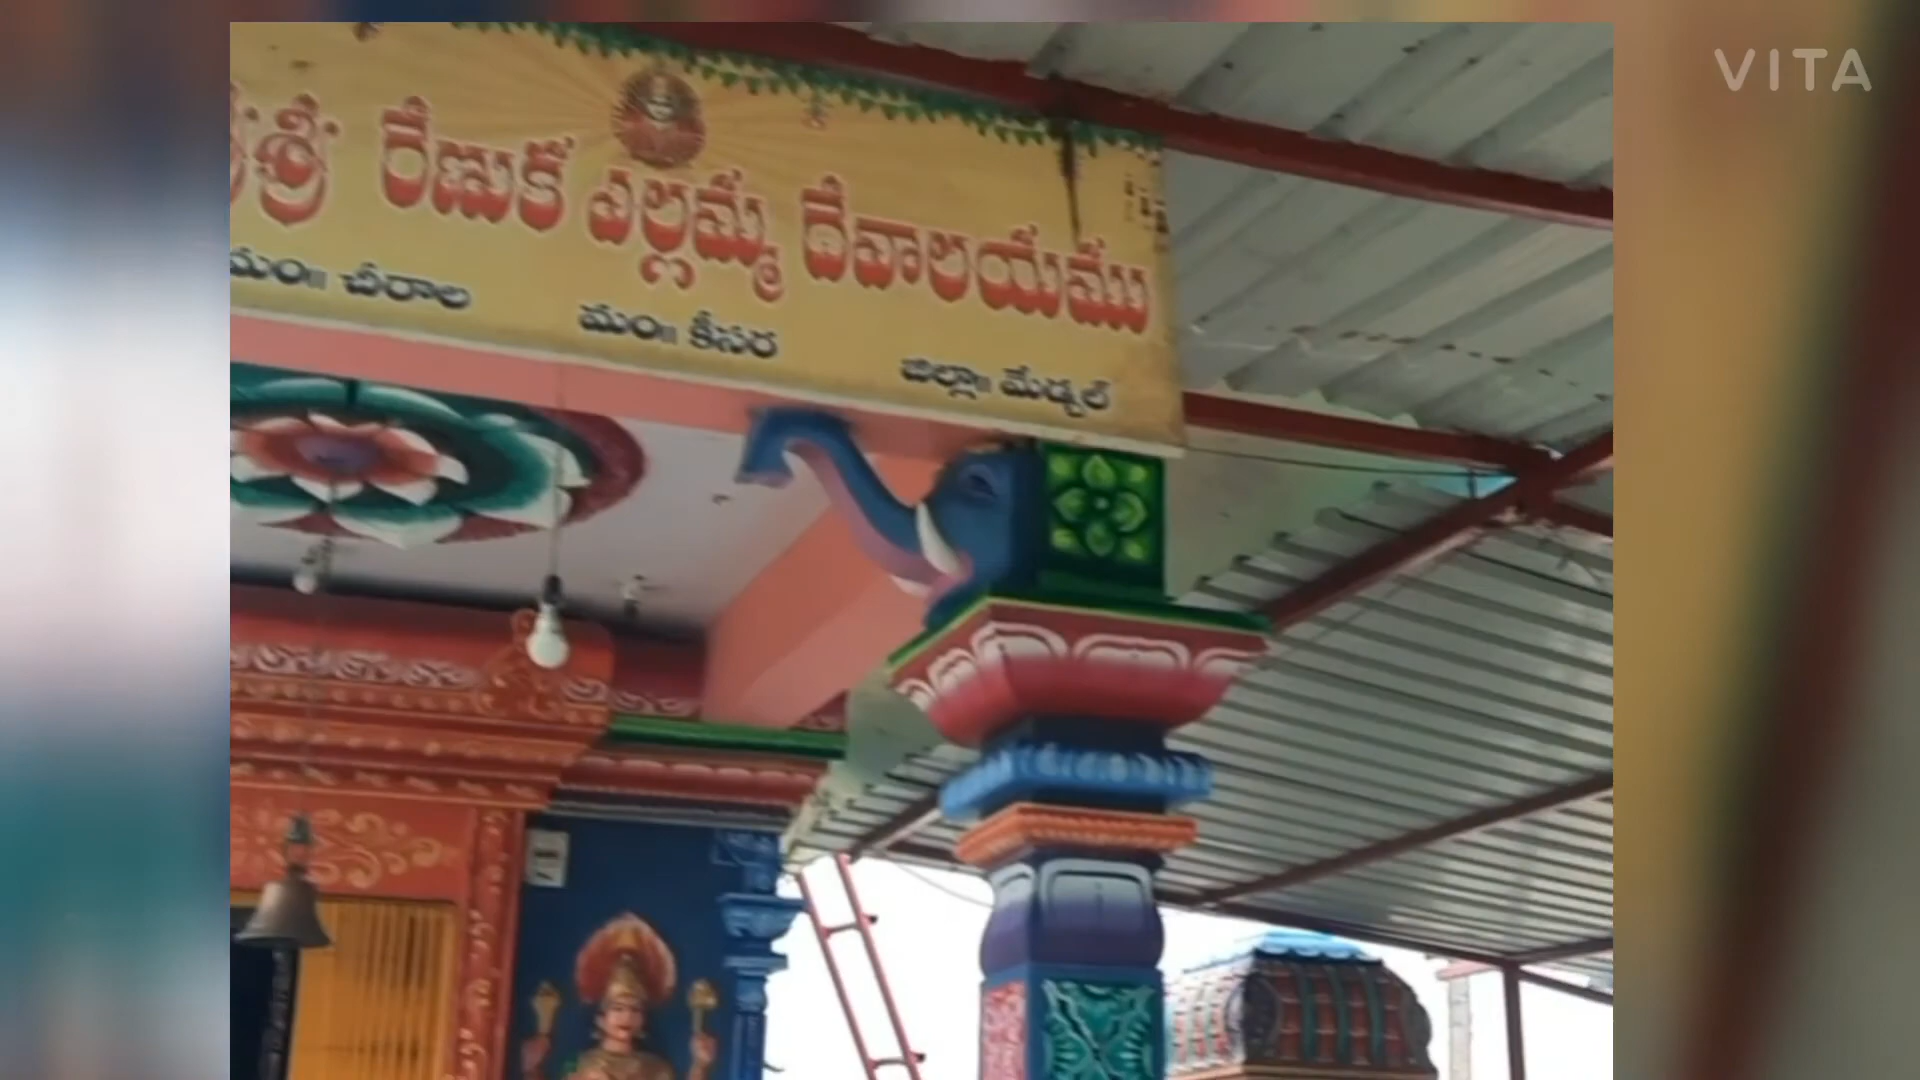 శ్రీశ్రీ రేణుక ఎల్లమ్మ దేవాలయము
మం॥ చీరాల మం॥ కీసర జిల్లా॥ మేడ్చల్
VITA